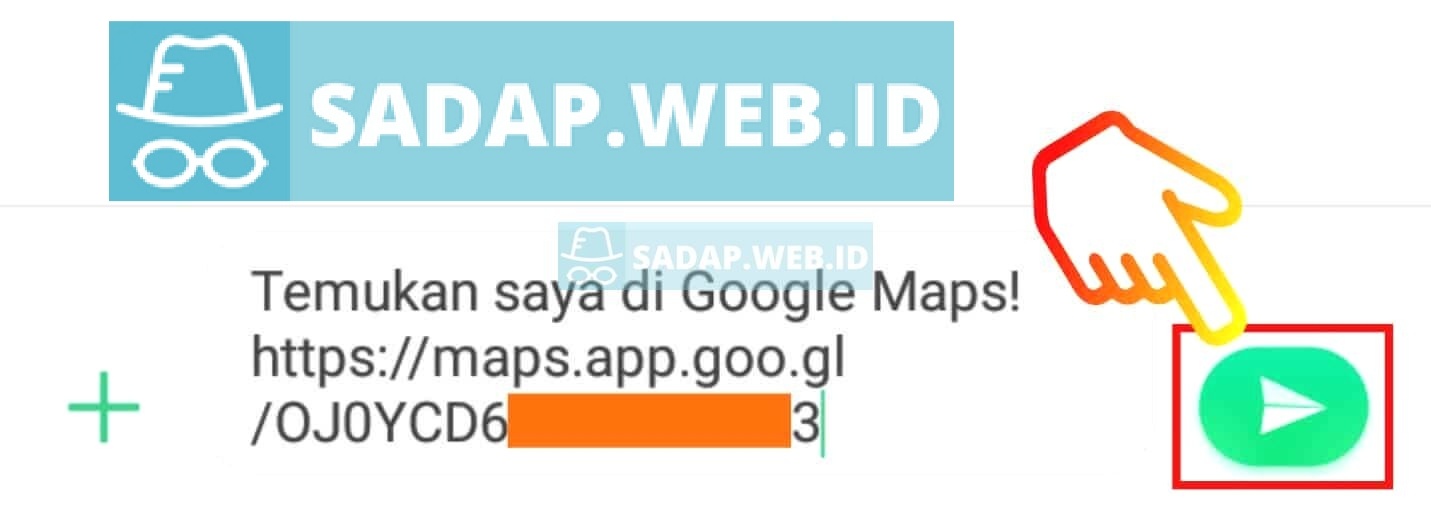 SADAP.WEB.ID
SADAP.WEB.ID
Temukan saya di Google Maps!
https://maps.app.goo.gl
/OJ0YCD6 3